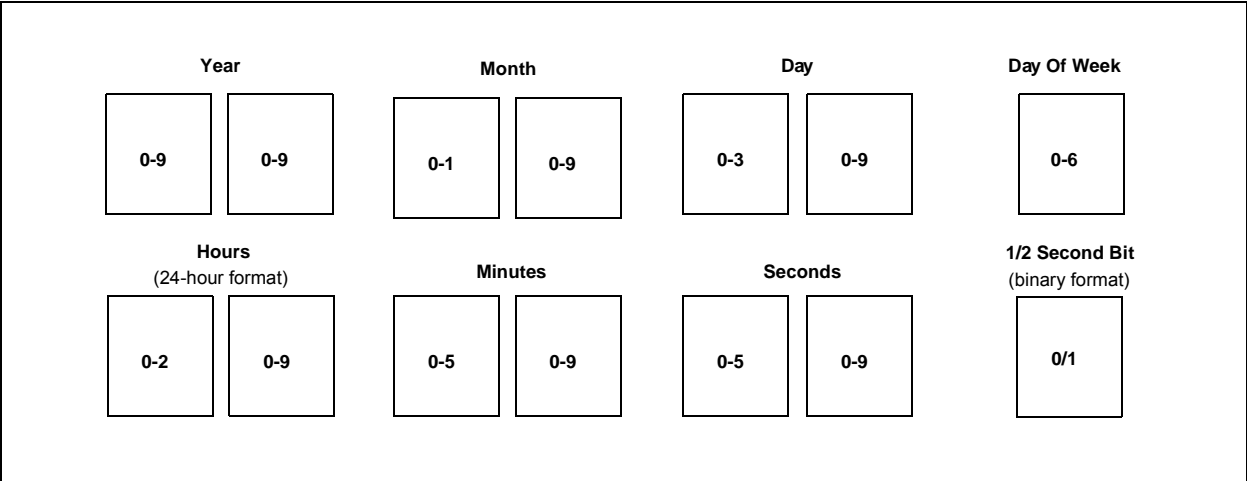 Year
Month
Day
Day Of Week
0-9
0-9
0-1
0-9
0-3
0-9
0-6
Hours
(24-hour format)
Minutes
Seconds
1/2 Second Bit
(binary format)
0-2
0-9
0-5
0-9
0-5
0-9
0/1